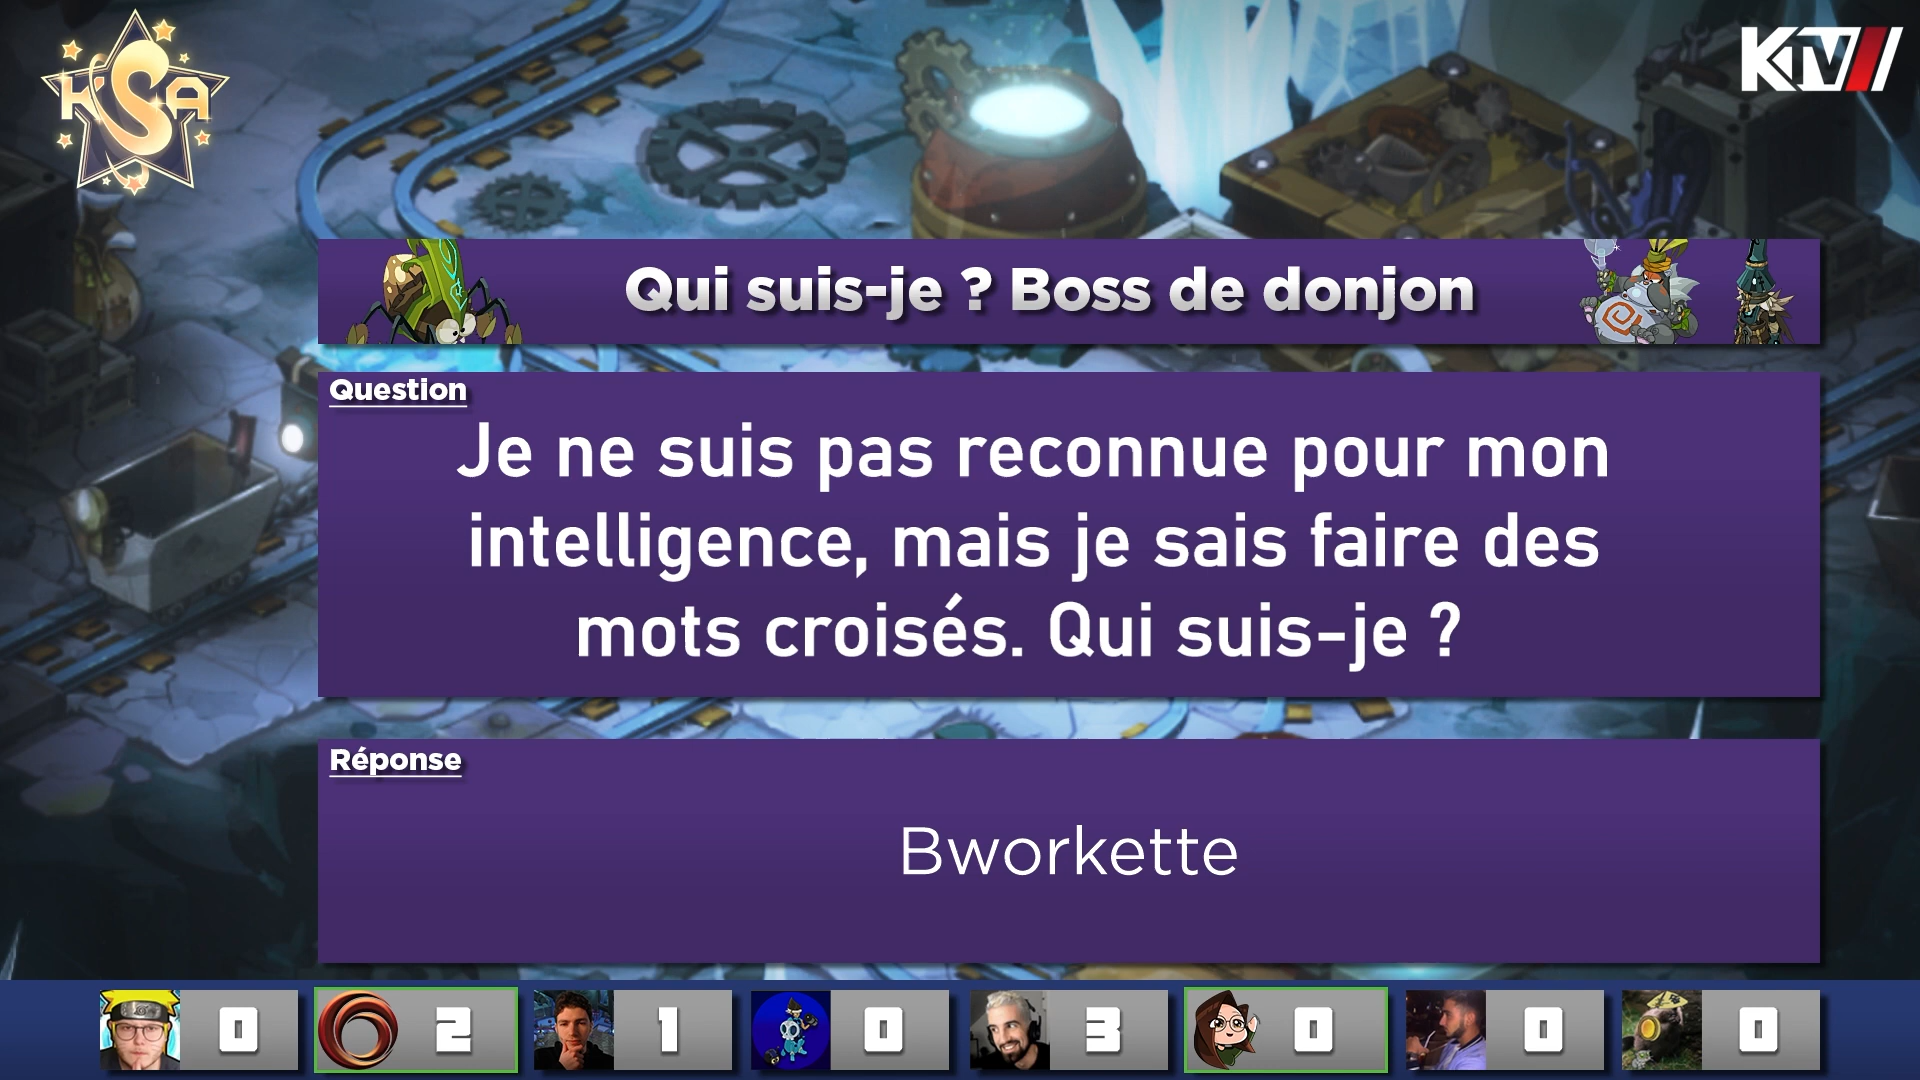 KSA
KTV
Qui suis-je ? Boss de donjon
Question
Je ne suis pas reconnue pour mon
intelligence, mais je sais faire des
mots croisés. Qui suis-je ?
Réponse
Bworkette
0 2 1 0 3 0 0 0